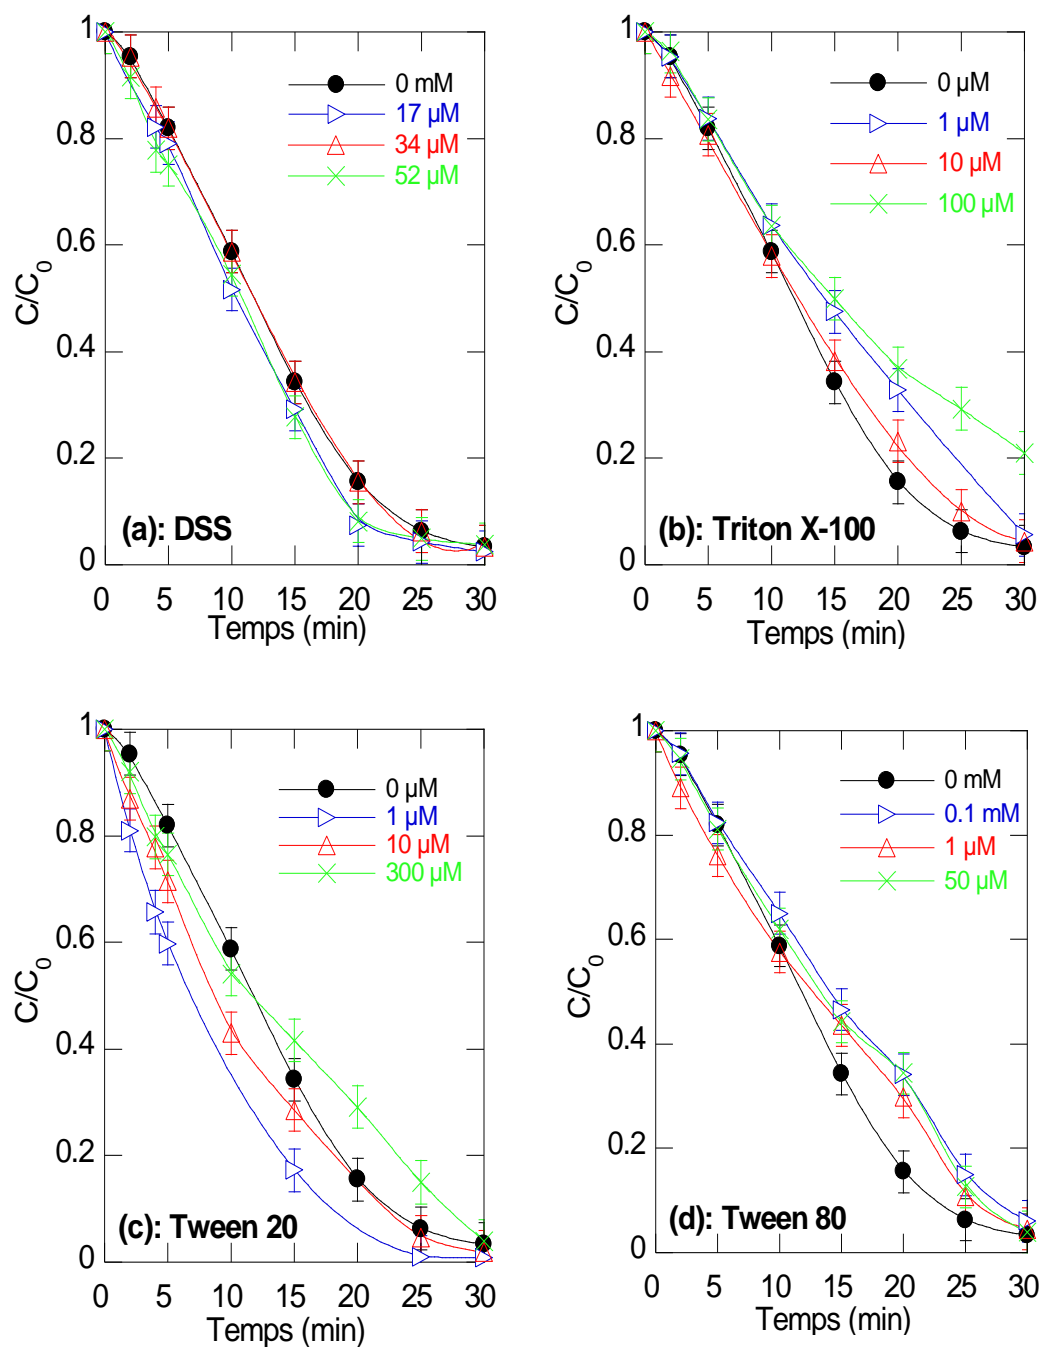 1
0.8
0.6
0.4
0.2
0
C/C0
0 mM
17 µM
34 µM
52 µM
(a): DSS
0 5 10 15 20 25 30
Temps (min)
1
0.8
0.6
0.4
0.2
0
C/C0
0 µM
1 µM
10 µM
100 µM
(b): Triton X-100
0 5 10 15 20 25 30
Temps (min)
1
0.8
0.6
0.4
0.2
0
C/C0
0 µM
1 µM
10 µM
300 µM
(c): Tween 20
0 5 10 15 20 25 30
Temps (min)
1
0.8
0.6
0.4
0.2
0
C/C0
0 mM
0.1 mM
1 µM
50 µM
(d): Tween 80
0 5 10 15 20 25 30
Temps (min)